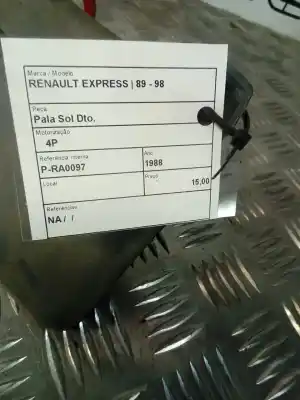 Marca / Modelo
RENAULT EXPRESS | 89 - 98
Peça
Pala Sol Dto.
Motorização
4P
Referência Interna
P-RA0097
Ano
1988
Local
Preço
15,00
Referências
NA/ /